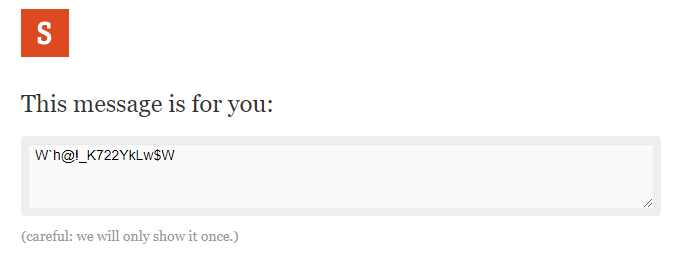 S
This message is for you:
W`h@!_K722YkLw$W
(careful: we will only show it once.)